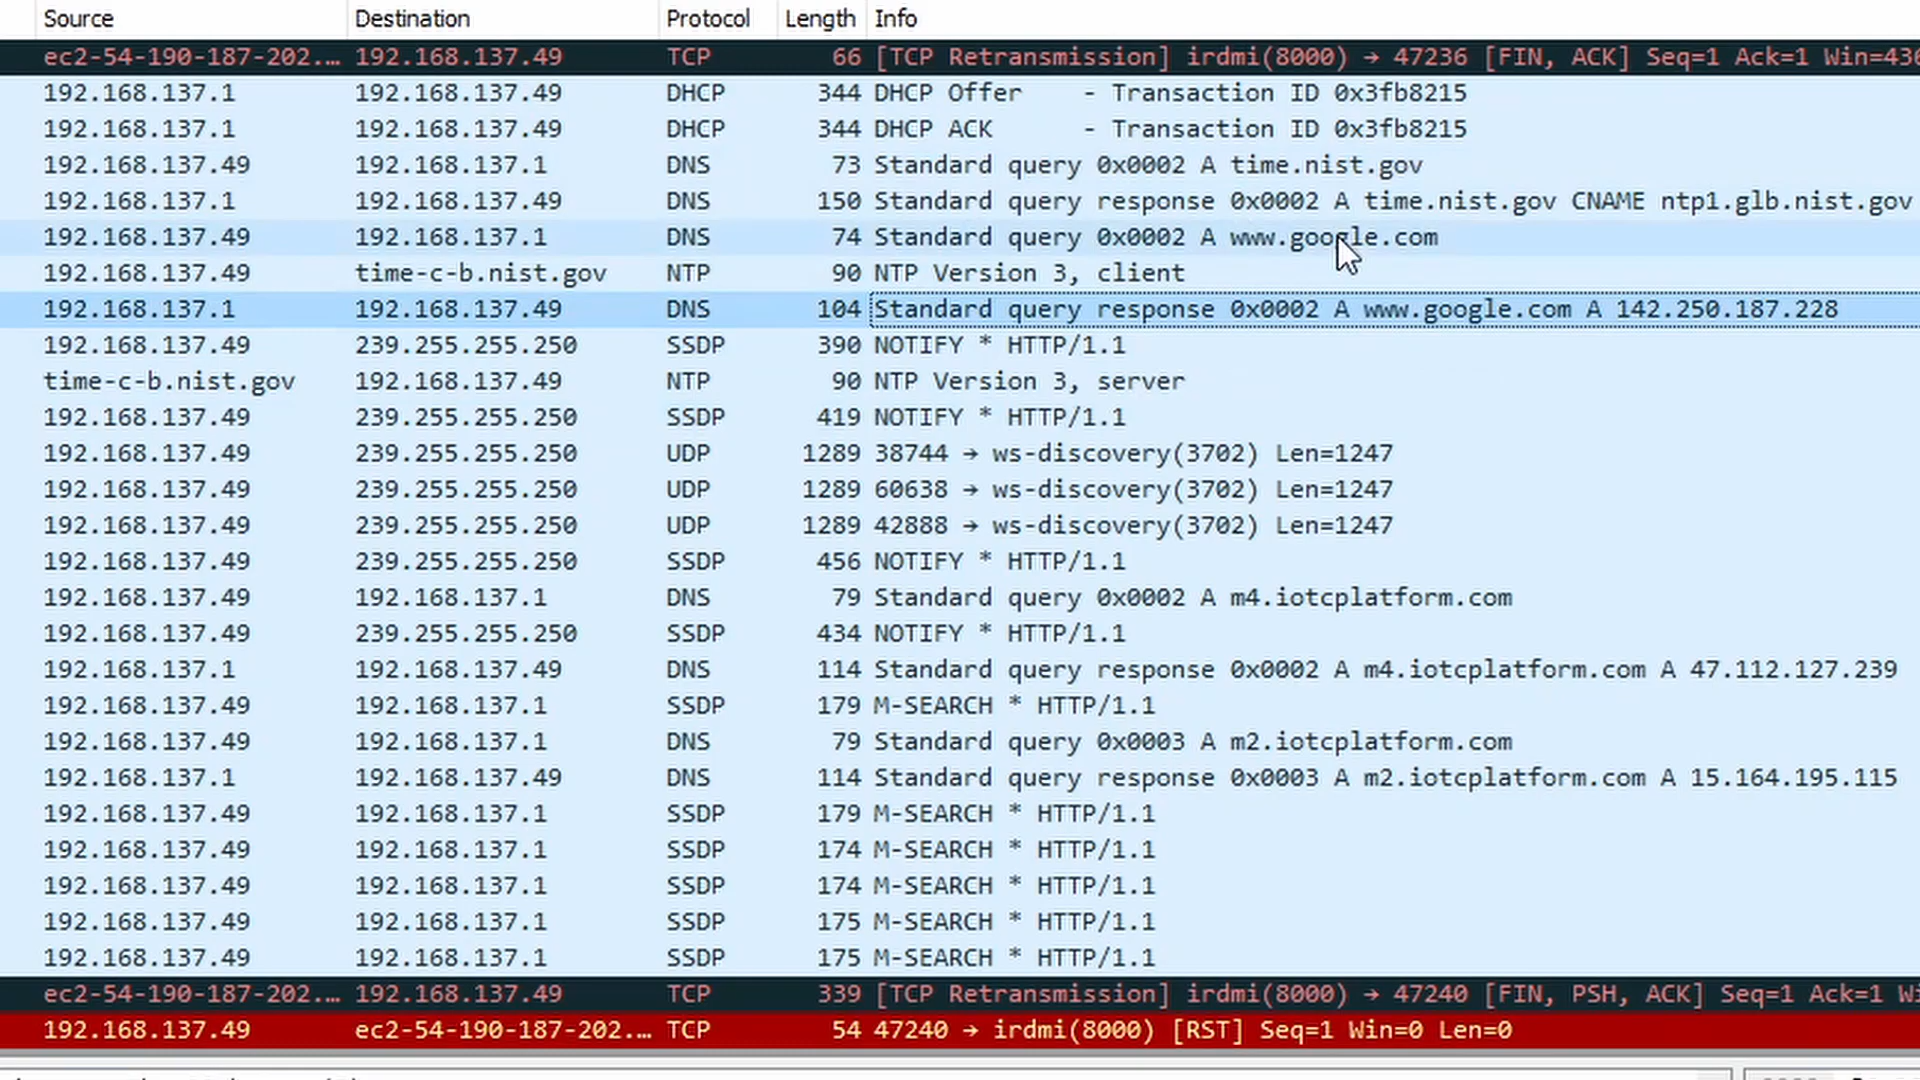 Source Destination Protocol Length Info
ec2-54-190-187-202.… 192.168.137.49 TCP 66 [TCP Retransmission] irdmi(8000) → 47236 [FIN, ACK] Seq=1 Ack=1 Win=436
192.168.137.1 192.168.137.49 DHCP 344 DHCP Offer - Transaction ID 0x3fb8215
192.168.137.1 192.168.137.49 DHCP 344 DHCP ACK - Transaction ID 0x3fb8215
192.168.137.49 192.168.137.1 DNS 73 Standard query 0x0002 A time.nist.gov
192.168.137.1 192.168.137.49 DNS 150 Standard query response 0x0002 A time.nist.gov CNAME ntp1.glb.nist.gov
192.168.137.49 192.168.137.1 DNS 74 Standard query 0x0002 A www.google.com
192.168.137.49 time-c-b.nist.gov NTP 90 NTP Version 3, client
192.168.137.1 192.168.137.49 DNS 104 Standard query response 0x0002 A www.google.com A 142.250.187.228
192.168.137.49 239.255.255.250 SSDP 390 NOTIFY * HTTP/1.1
time-c-b.nist.gov 192.168.137.49 NTP 90 NTP Version 3, server
192.168.137.49 239.255.255.250 SSDP 419 NOTIFY * HTTP/1.1
192.168.137.49 239.255.255.250 UDP 1289 38744 → ws-discovery(3702) Len=1247
192.168.137.49 239.255.255.250 UDP 1289 60638 → ws-discovery(3702) Len=1247
192.168.137.49 239.255.255.250 UDP 1289 42888 → ws-discovery(3702) Len=1247
192.168.137.49 239.255.255.250 SSDP 456 NOTIFY * HTTP/1.1
192.168.137.49 192.168.137.1 DNS 79 Standard query 0x0002 A m4.iotcplatform.com
192.168.137.49 239.255.255.250 SSDP 434 NOTIFY * HTTP/1.1
192.168.137.1 192.168.137.49 DNS 114 Standard query response 0x0002 A m4.iotcplatform.com A 47.112.127.239
192.168.137.49 192.168.137.1 SSDP 179 M-SEARCH * HTTP/1.1
192.168.137.49 192.168.137.1 DNS 79 Standard query 0x0003 A m2.iotcplatform.com
192.168.137.1 192.168.137.49 DNS 114 Standard query response 0x0003 A m2.iotcplatform.com A 15.164.195.115
192.168.137.49 192.168.137.1 SSDP 179 M-SEARCH * HTTP/1.1
192.168.137.49 192.168.137.1 SSDP 174 M-SEARCH * HTTP/1.1
192.168.137.49 192.168.137.1 SSDP 174 M-SEARCH * HTTP/1.1
192.168.137.49 192.168.137.1 SSDP 175 M-SEARCH * HTTP/1.1
192.168.137.49 192.168.137.1 SSDP 175 M-SEARCH * HTTP/1.1
ec2-54-190-187-202.… 192.168.137.49 TCP 339 [TCP Retransmission] irdmi(8000) → 47240 [FIN, PSH, ACK] Seq=1 Ack=1
192.168.137.49 ec2-54-190-187-202.… TCP 54 47240 → irdmi(8000) [RST] Seq=1 Win=0 Len=0